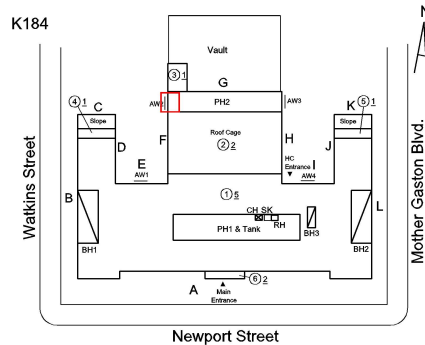 K184
N
Vault
③ 1
G
④ 1
C
AW2
PH2
AW3
K
⑤ 1
Slope
Slope
D
F
Roof Cage
② 2
H
J
HC
Entrance
E
AW1
I
AW4
Watkins Street
Mother Gaston Blvd.
B
① 5
L
CH SK
RH
PH1 & Tank
BH3
BH1
BH2
⑥ 2
A
Main
Entrance
Newport Street